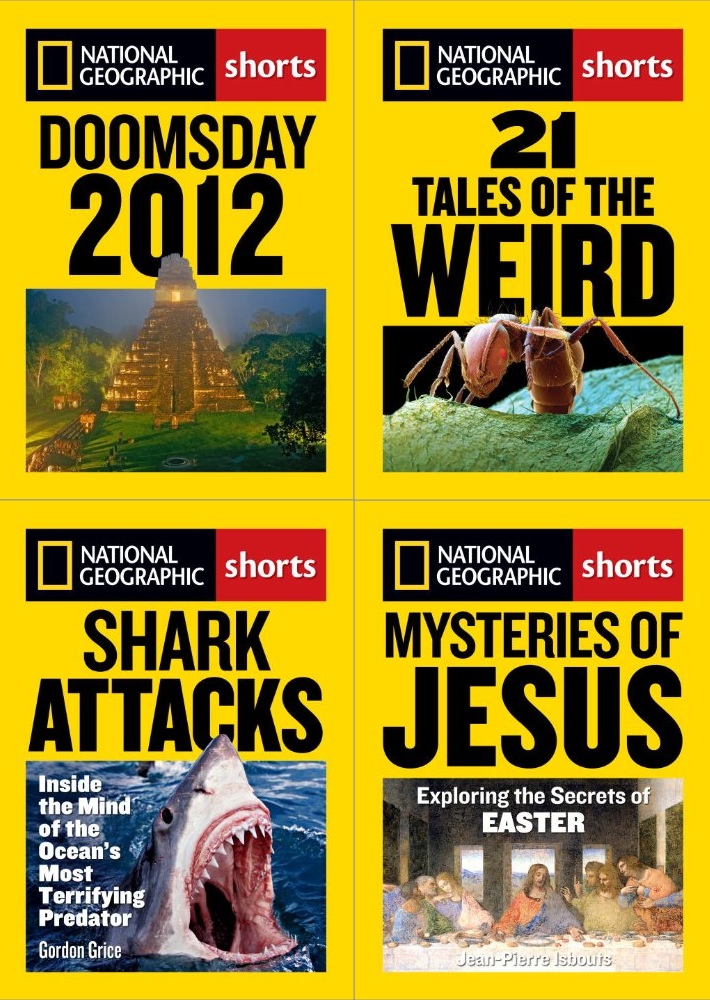 NATIONAL
GEOGRAPHIC
shorts
DOOMSDAY
2012
NATIONAL
GEOGRAPHIC
shorts
21
TALES OF THE
WEIRD
NATIONAL
GEOGRAPHIC
shorts
SHARK
ATTACKS
Inside
the Mind
of the
Ocean's
Most
Terrifying
Predator
Gordon Grice
NATIONAL
GEOGRAPHIC
shorts
MYSTERIES OF
JESUS
Exploring the Secrets of
EASTER
Jean-Pierre Isbouts